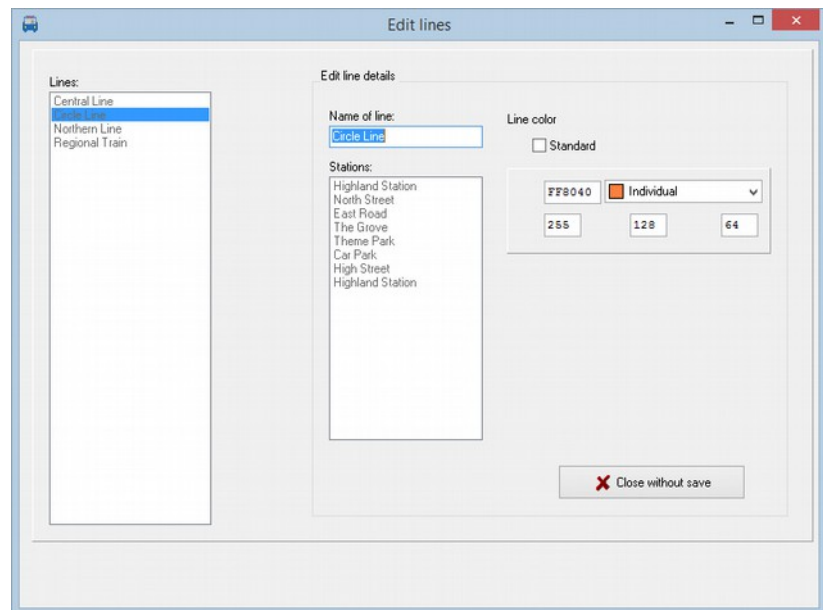 Edit lines
Lines:
Central Line
Circle Line
Northern Line
Regional Train
Edit line details
Name of line:
Circle Line
Stations:
Highland Station
North Street
East Road
The Grove
Theme Park
Car Park
High Street
Highland Station
Line color
Standard
FF8040 Individual
255 128 64
Close without save